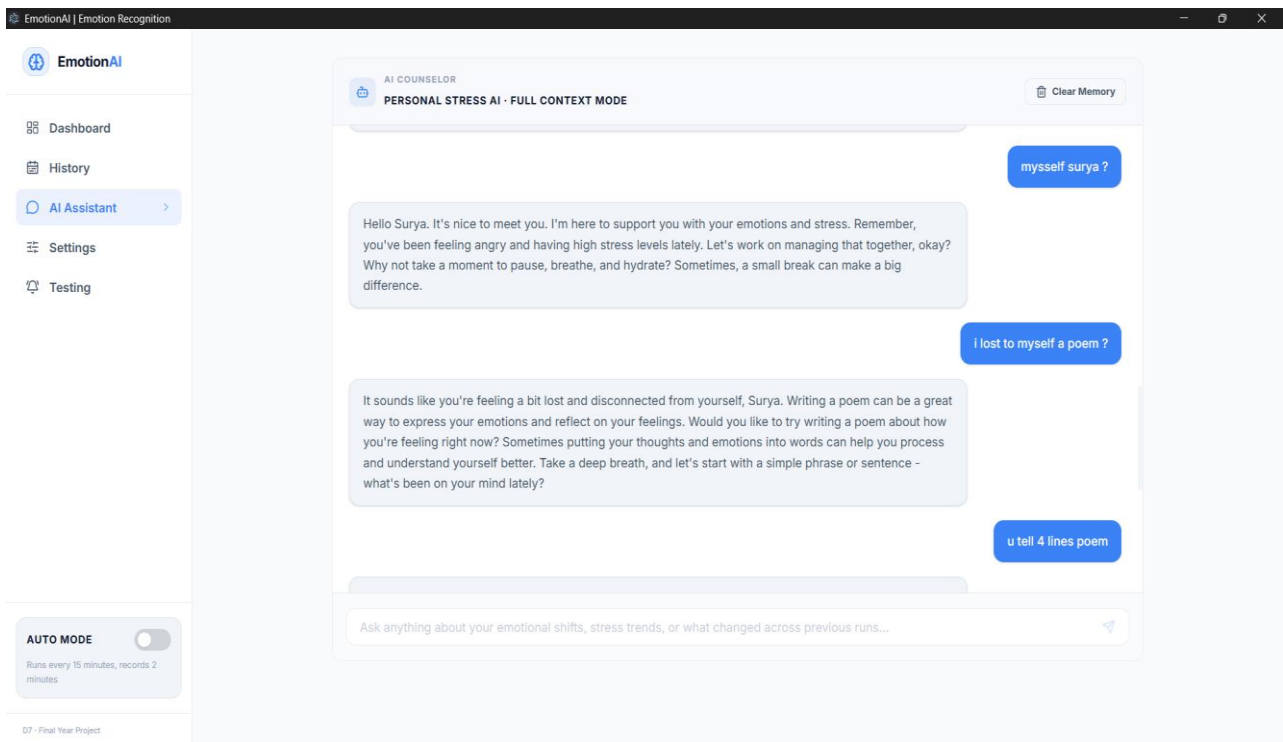 EmotionAI | Emotion Recognition
EmotionAI
Dashboard
History
AI Assistant
Settings
Testing
AUTO MODE
Runs every 15 minutes, records 2
minutes
D7 - Final Year Project
AI COUNSELOR
PERSONAL STRESS AI · FULL CONTEXT MODE
Clear Memory
mysself surya ?
Hello Surya. It's nice to meet you. I'm here to support you with your emotions and stress. Remember,
you've been feeling angry and having high stress levels lately. Let's work on managing that together, okay?
Why not take a moment to pause, breathe, and hydrate? Sometimes, a small break can make a big
difference.
i lost to myself a poem ?
It sounds like you're feeling a bit lost and disconnected from yourself, Surya. Writing a poem can be a great
way to express your emotions and reflect on your feelings. Would you like to try writing a poem about how
you're feeling right now? Sometimes putting your thoughts and emotions into words can help you process
and understand yourself better. Take a deep breath, and let's start with a simple phrase or sentence -
what's been on your mind lately?
u tell 4 lines poem
Ask anything about your emotional shifts, stress trends, or what changed across previous runs...